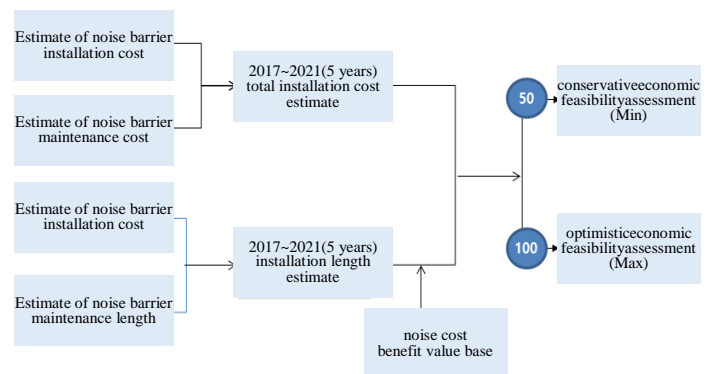 Estimate of noise barrier
installation cost
Estimate of noise barrier
maintenance cost
2017~2021(5 years)
total installation cost
estimate
Estimate of noise barrier
installation cost
Estimate of noise barrier
maintenance length
2017~2021(5 years)
installation length
estimate
noise cost
benefit value base
50
conservativeeconomic
feasibilityassessment
(Min)
100
optimisticeconomic
feasibilityassessment
(Max)